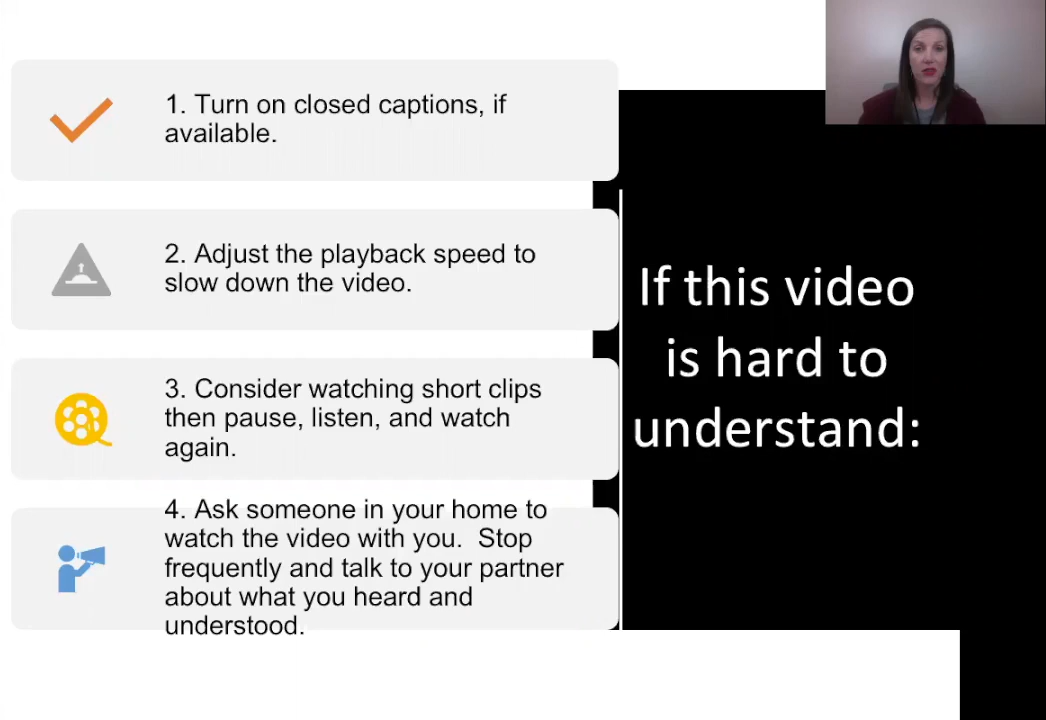 1. Turn on closed captions, if
available.
2. Adjust the playback speed to
slow down the video.
3. Consider watching short clips
then pause, listen, and watch
again.
4. Ask someone in your home to
watch the video with you.  Stop
frequently and talk to your partner
about what you heard and
understood.
If this video
is hard to
understand: